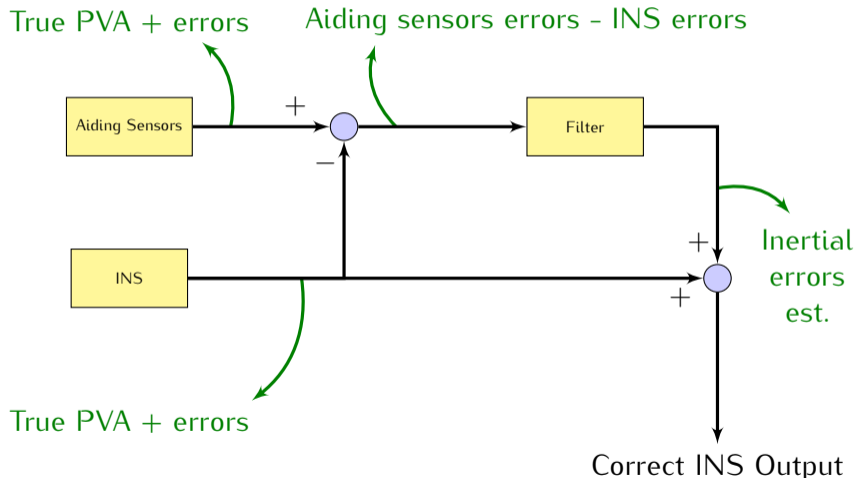 True PVA + errors
Aiding sensors errors - INS errors
+
Aiding Sensors
Filter
−
+
Inertial
errors
est.
INS
+
True PVA + errors
Correct INS Output